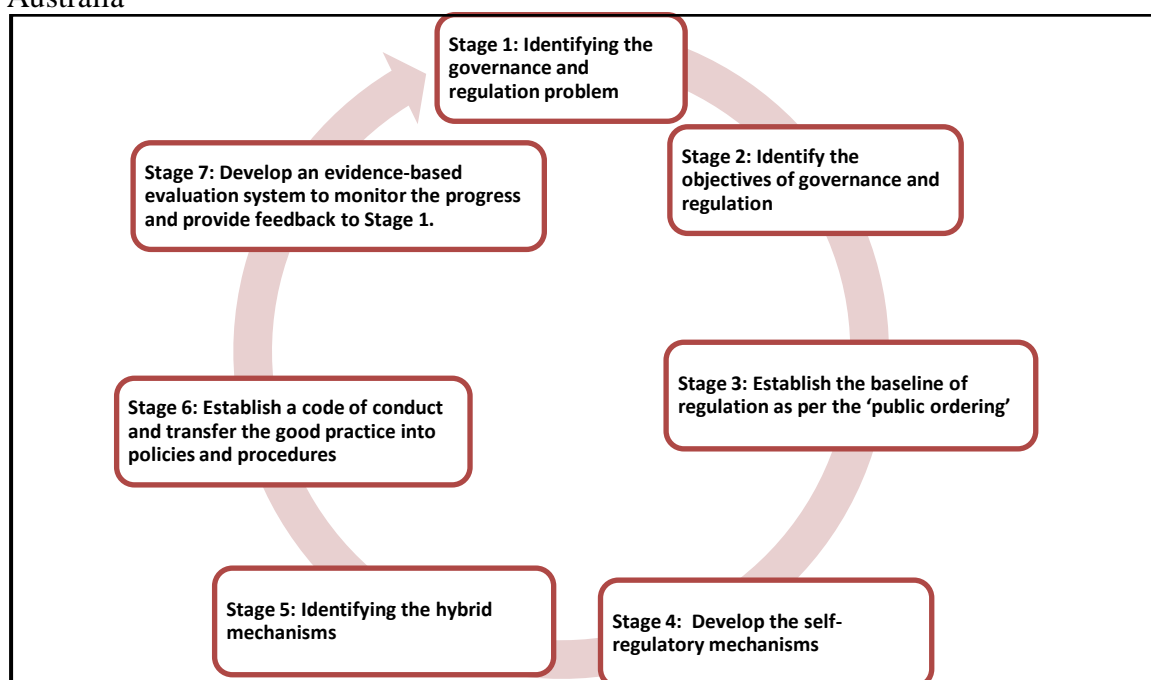 Australia
Stage 1: Identifying the
governance and
regulation problem
Stage 2: Identify the
objectives of governance and
regulation
Stage 3: Establish the baseline of
regulation as per the ‘public ordering’
Stage 4:  Develop the self-
regulatory mechanisms
Stage 5: Identifying the hybrid
mechanisms
Stage 6: Establish a code of conduct
and transfer the good practice into
policies and procedures
Stage 7: Develop an evidence-based
evaluation system to monitor the progress
and provide feedback to Stage 1.